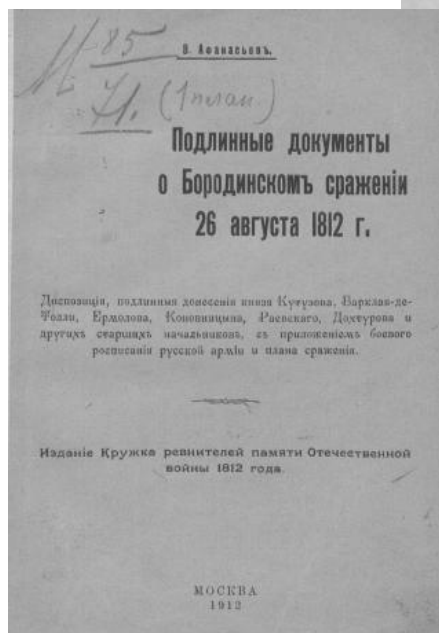 М 85
71. (1 план.)
В. Аѳанасьевъ.
Подлинные документы
о Бородинскомъ сраженіи
26 августа 1812 г.
Диспозиція, подлинныя донесенія князя Кутузова, Барклая-де-
Толли, Ермолова, Коновницына, Раевскаго, Дохтурова и
другихъ старшихъ начальниковъ, съ приложеніемъ боевого
росписанія русской арміи и плана сраженія.
Изданіе Кружка ревнителей памяти Отечественной
войны 1812 года.
МОСКВА
1912